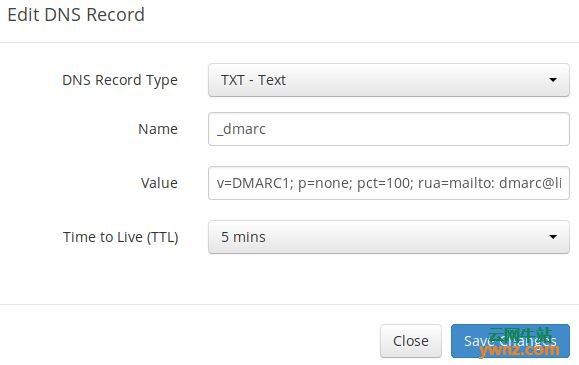 Edit DNS Record
DNS Record Type TXT - Text
Name _dmarc
Value v=DMARC1; p=none; pct=100; rua=mailto: dmarc@li
Time to Live (TTL) 5 mins
Close Save Changes
云网牛站
ywnz.com